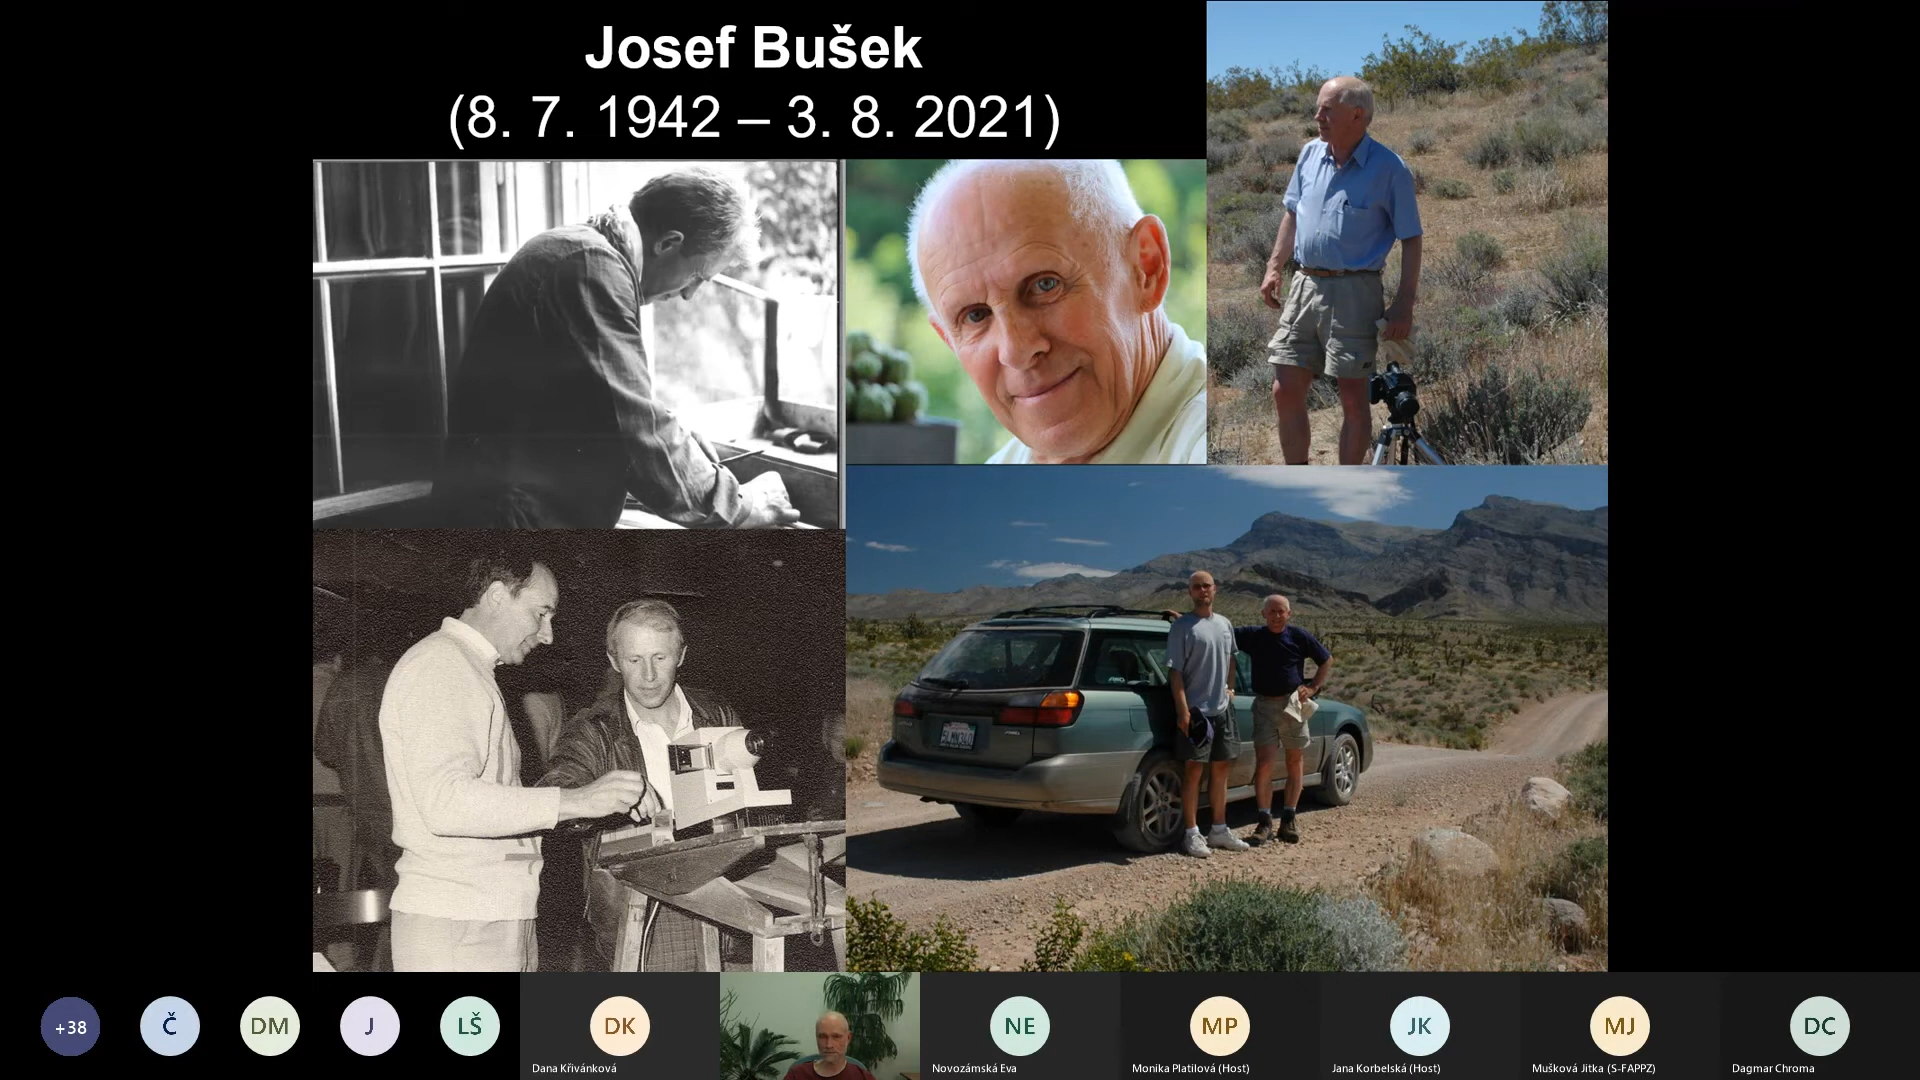 Josef Bušek
(8. 7. 1942 – 3. 8. 2021)
+38
Č
DM
J
LŠ
DK
NE
MP
JK
MJ
DC
Dana Křivánková
Novozámská Eva
Monika Platilová (Host)
Jana Korbelská (Host)
Mušková Jitka (S-FAPPZ)
Dagmar Chroma